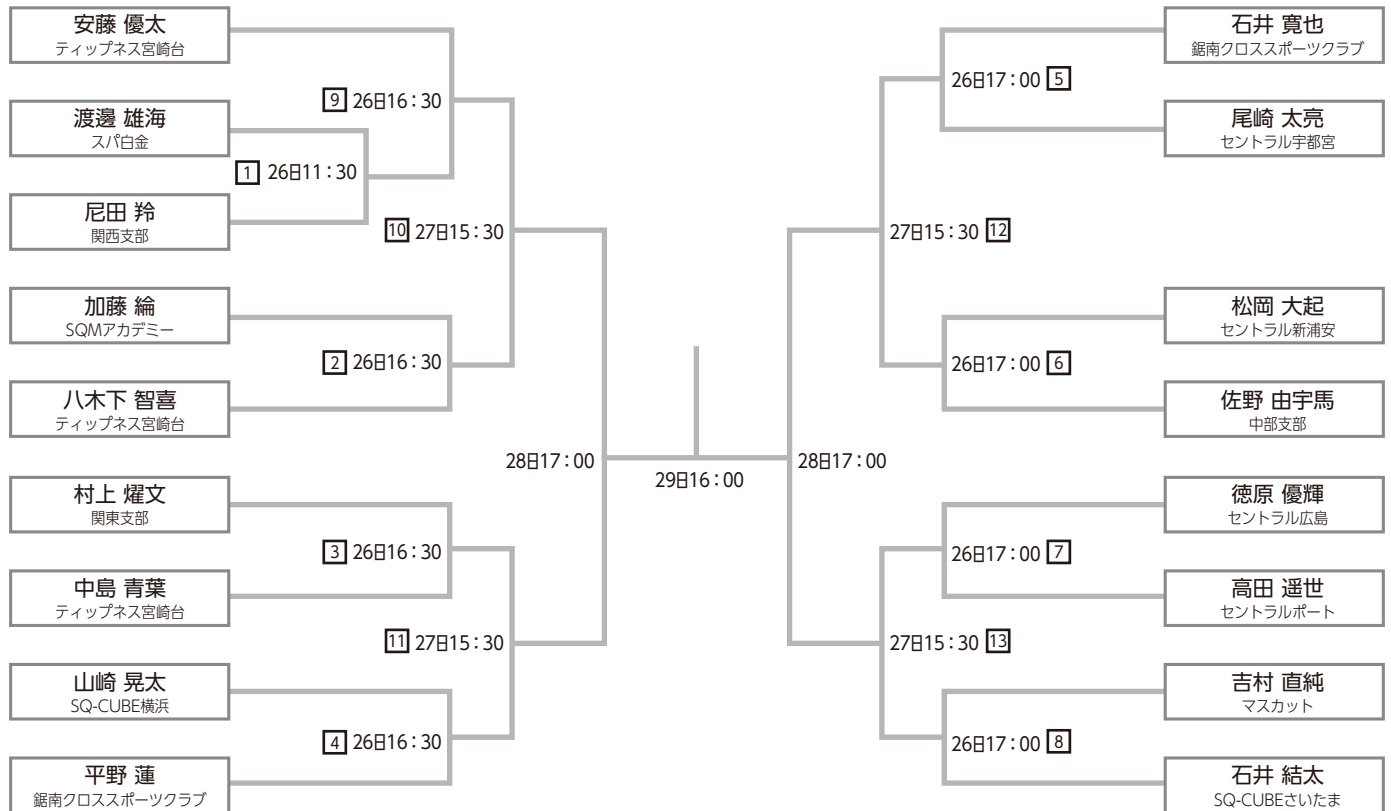 安藤 優太
ティップネス宮崎台
9 26日16：30
渡邊 雄海
スパ白金
1 26日11：30
尼田 羚
関西支部
10 27日15：30
加藤 綸
SQMアカデミー
2 26日16：30
八木下 智喜
ティップネス宮崎台
28日17：00
村上 燿文
関東支部
3 26日16：30
中島 青葉
ティップネス宮崎台
11 27日15：30
山崎 晃太
SQ-CUBE横浜
4 26日16：30
平野 蓮
鋸南クロススポーツクラブ
29日16：00
石井 寛也
鋸南クロススポーツクラブ
26日17：00 5
尾崎 太亮
セントラル宇都宮
27日15：30 12
松岡 大起
セントラル新浦安
26日17：00 6
佐野 由宇馬
中部支部
28日17：00
徳原 優輝
セントラル広島
26日17：00 7
高田 遥世
セントラルポート
27日15：30 13
吉村 直純
マスカット
26日17：00 8
石井 結太
SQ-CUBEさいたま